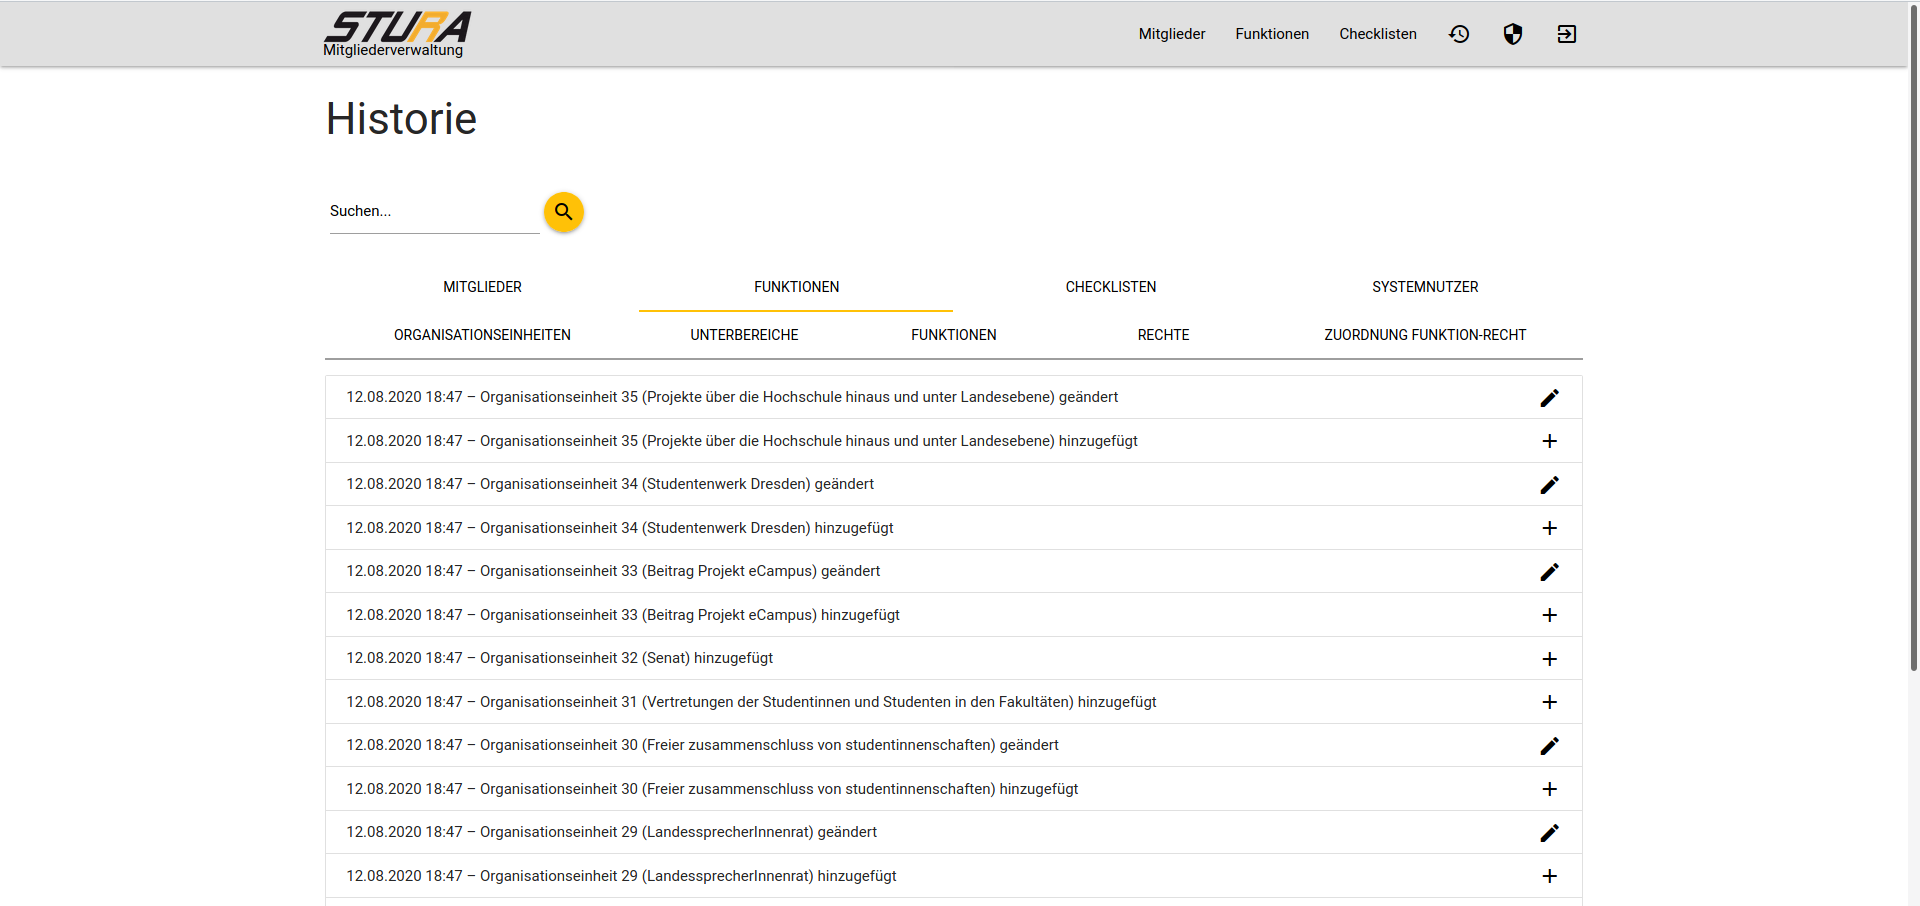 STURA
Mitgliederverwaltung
Mitglieder Funktionen Checklisten
Historie
Suchen...
MITGLIEDER FUNKTIONEN CHECKLISTEN SYSTEMNUTZER
ORGANISATIONSEINHEITEN UNTERBEREICHE FUNKTIONEN RECHTE ZUORDNUNG FUNKTION-RECHT
12.08.2020 18:47 – Organisationseinheit 35 (Projekte über die Hochschule hinaus und unter Landesebene) geändert
12.08.2020 18:47 – Organisationseinheit 35 (Projekte über die Hochschule hinaus und unter Landesebene) hinzugefügt
12.08.2020 18:47 – Organisationseinheit 34 (Studentenwerk Dresden) geändert
12.08.2020 18:47 – Organisationseinheit 34 (Studentenwerk Dresden) hinzugefügt
12.08.2020 18:47 – Organisationseinheit 33 (Beitrag Projekt eCampus) geändert
12.08.2020 18:47 – Organisationseinheit 33 (Beitrag Projekt eCampus) hinzugefügt
12.08.2020 18:47 – Organisationseinheit 32 (Senat) hinzugefügt
12.08.2020 18:47 – Organisationseinheit 31 (Vertretungen der Studentinnen und Studenten in den Fakultäten) hinzugefügt
12.08.2020 18:47 – Organisationseinheit 30 (Freier zusammenschluss von studentinnenschaften) geändert
12.08.2020 18:47 – Organisationseinheit 30 (Freier zusammenschluss von studentinnenschaften) hinzugefügt
12.08.2020 18:47 – Organisationseinheit 29 (LandessprecherInnenrat) geändert
12.08.2020 18:47 – Organisationseinheit 29 (LandessprecherInnenrat) hinzugefügt